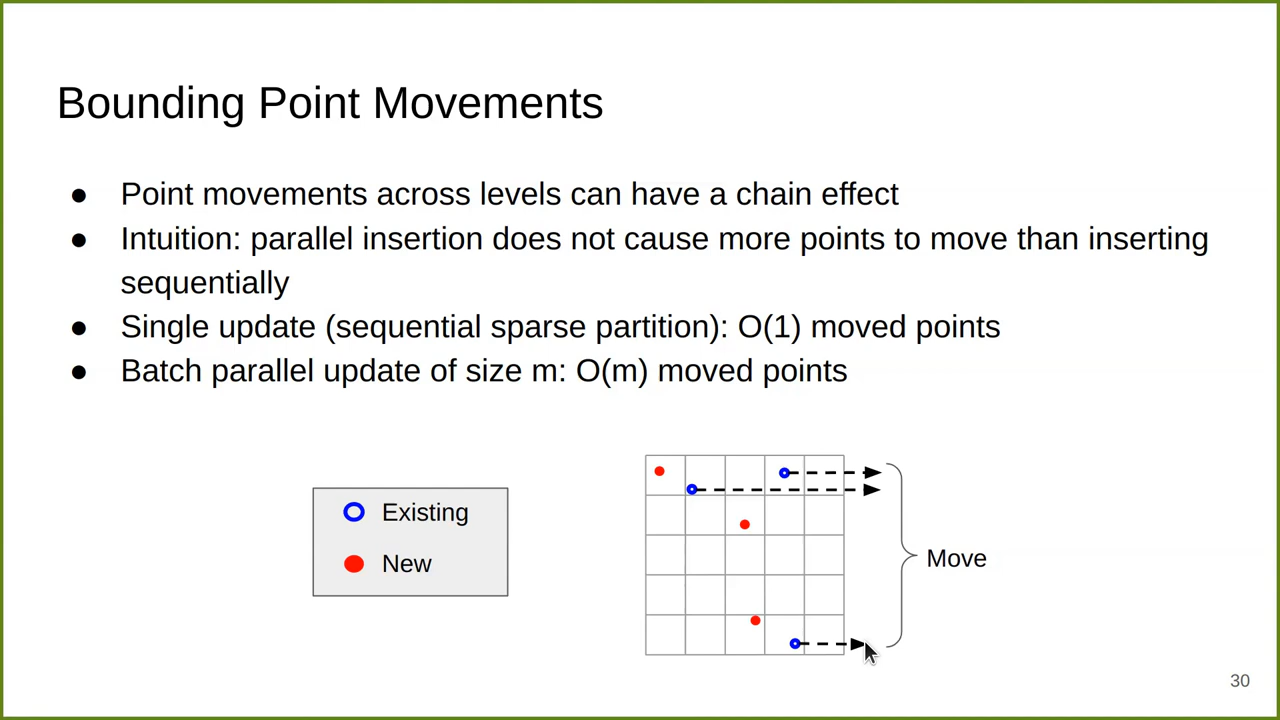 Bounding Point Movements
● Point movements across levels can have a chain effect
● Intuition: parallel insertion does not cause more points to move than inserting
sequentially
● Single update (sequential sparse partition): O(1) moved points
● Batch parallel update of size m: O(m) moved points
Existing
New
Move
30